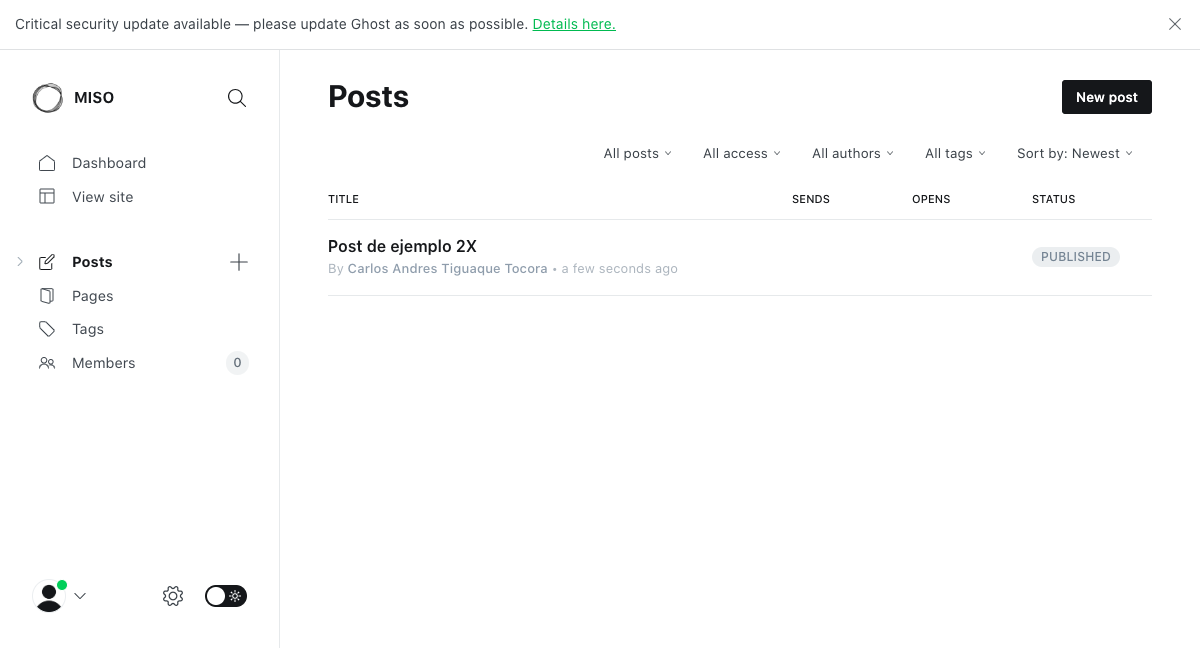 Critical security update available — please update Ghost as soon as possible. Details here.
MISO
Dashboard
View site
Posts
Pages
Tags
Members 0
Posts
New post
All posts All access All authors All tags Sort by: Newest
TITLE SENDS OPENS STATUS
Post de ejemplo 2X
By Carlos Andres Tiguaque Tocora • a few seconds ago
PUBLISHED